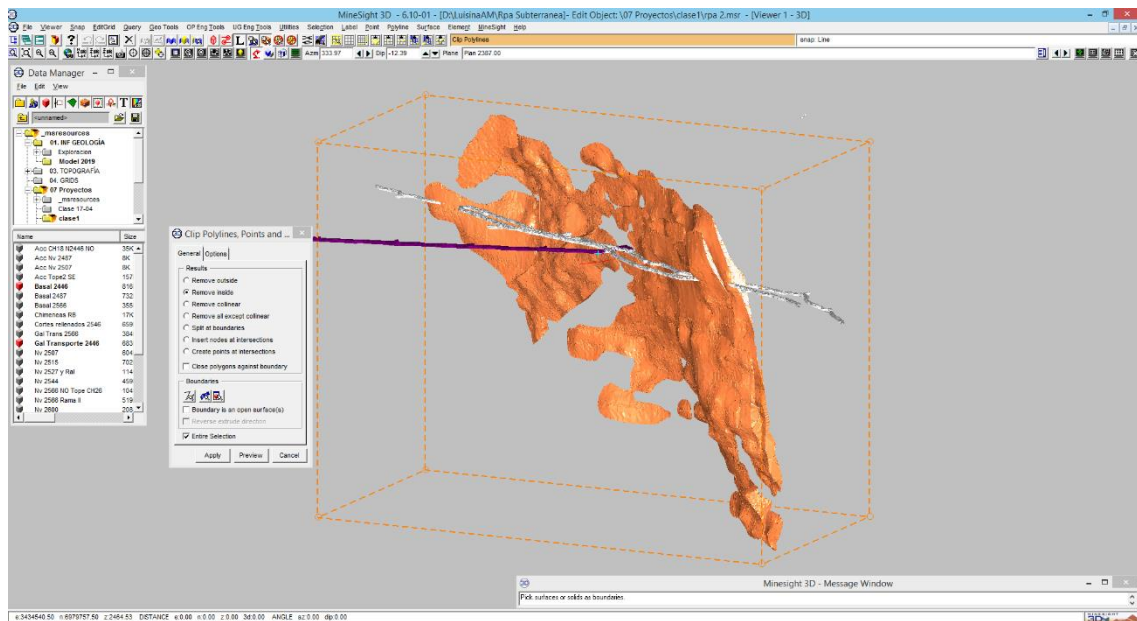 MineSight 3D - 6.10-01 - [D:\LuisinaAM\Rpa Subterranea]- Edit Object: \07 Proyectos\clase1\rpa 2.msr - [Viewer 1 - 3D]
File Viewer Snap EditGrid Query Geo Tools OP Eng Tools UG Eng Tools Utilities Selection Label Point Polyline Surface Element MineSight Help
Clip Polylines
snap: Line
Azm 333.87 Dip -12.39 Plane Plan 2387.00
Data Manager
File Edit View
<unnamed>
_msresources
01. INF GEOLOGÍA
Exploracion
Model 2019
03. TOPOGRAFÍA
04. GRIDS
07 Proyectos
_msresources
Clase 17-04
clase1
Name Size
Acc CH18 N2446 NO 35K
Acc Nv 2487 8K
Acc Nv 2507 8K
Acc Tope2 SE 157
Basal 2446 816
Basal 2487 732
Basal 2566 355
Chimeneas RB 17K
Cortes rellenados 2546 659
Gal Trans 2566 384
Gal Transporte 2446 663
Nv 2507 604
Nv 2515 702
Nv 2527 y Ral 114
Nv 2544 459
Nv 2566 NO Tope CH26 104
Nv 2566 Rama II 519
Nv 2600 208
Clip Polylines, Points and ...
General Options
Results
Remove outside
Remove inside
Remove collinear
Remove all except collinear
Split at boundaries
Insert nodes at intersections
Create points at intersections
Close polygons against boundary
Boundaries
Boundary is an open surface(s)
Reverse extrude direction
Entire Selection
Apply Preview Cancel
Minesight 3D - Message Window
Pick surfaces or solids as boundaries.
e:3434540.50 n:6979757.50 z:2464.53 DISTANCE e:0.00 n:0.00 z:0.00 3d:0.00 ANGLE az:0.00 dip:0.00